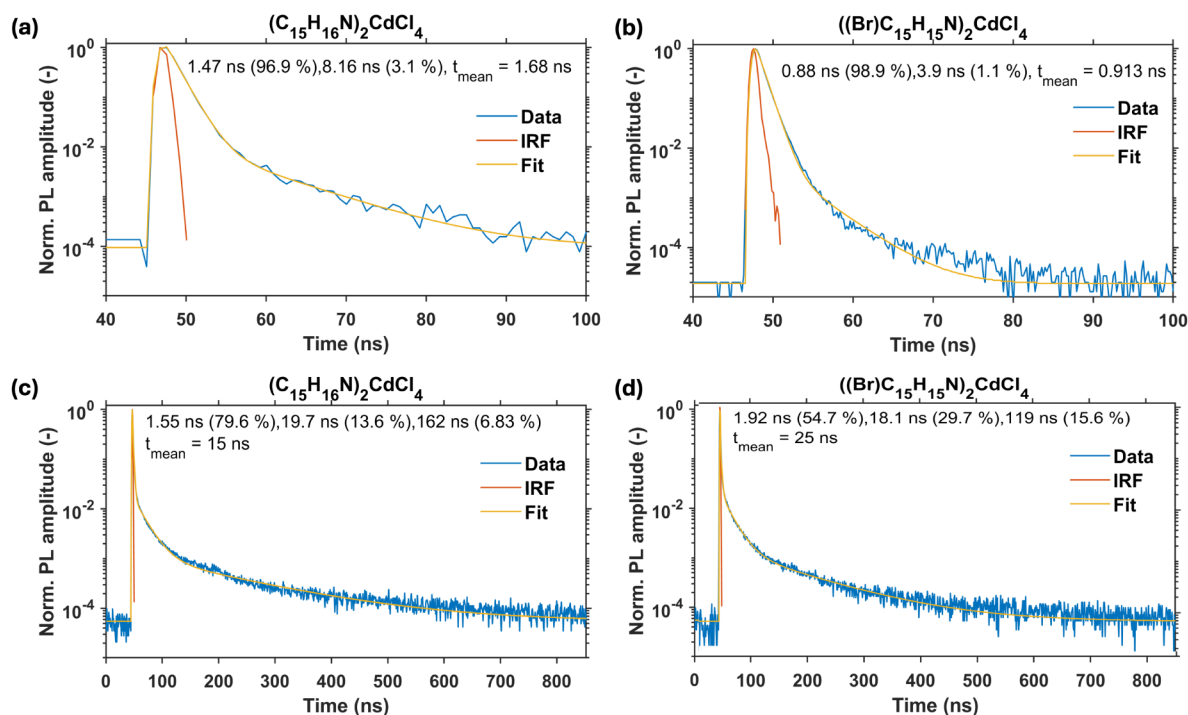 (a)
(C15H16N)2CdCl4
1.47 ns (96.9 %),8.16 ns (3.1 %), tmean = 1.68 ns
Data
IRF
Fit
Norm. PL amplitude (-)
10^0
10^-2
10^-4
40 50 60 70 80 90 100
Time (ns)
(b)
((Br)C15H15N)2CdCl4
0.88 ns (98.9 %),3.9 ns (1.1 %), tmean = 0.913 ns
Data
IRF
Fit
Norm. PL amplitude (-)
10^0
10^-2
10^-4
40 50 60 70 80 90 100
Time (ns)
(c)
(C15H16N)2CdCl4
1.55 ns (79.6 %),19.7 ns (13.6 %),162 ns (6.83 %)
tmean = 15 ns
Data
IRF
Fit
Norm. PL amplitude (-)
10^0
10^-2
10^-4
0 100 200 300 400 500 600 700 800
Time (ns)
(d)
((Br)C15H15N)2CdCl4
1.92 ns (54.7 %),18.1 ns (29.7 %),119 ns (15.6 %)
tmean = 25 ns
Data
IRF
Fit
Norm. PL amplitude (-)
10^0
10^-2
10^-4
0 100 200 300 400 500 600 700 800
Time (ns)